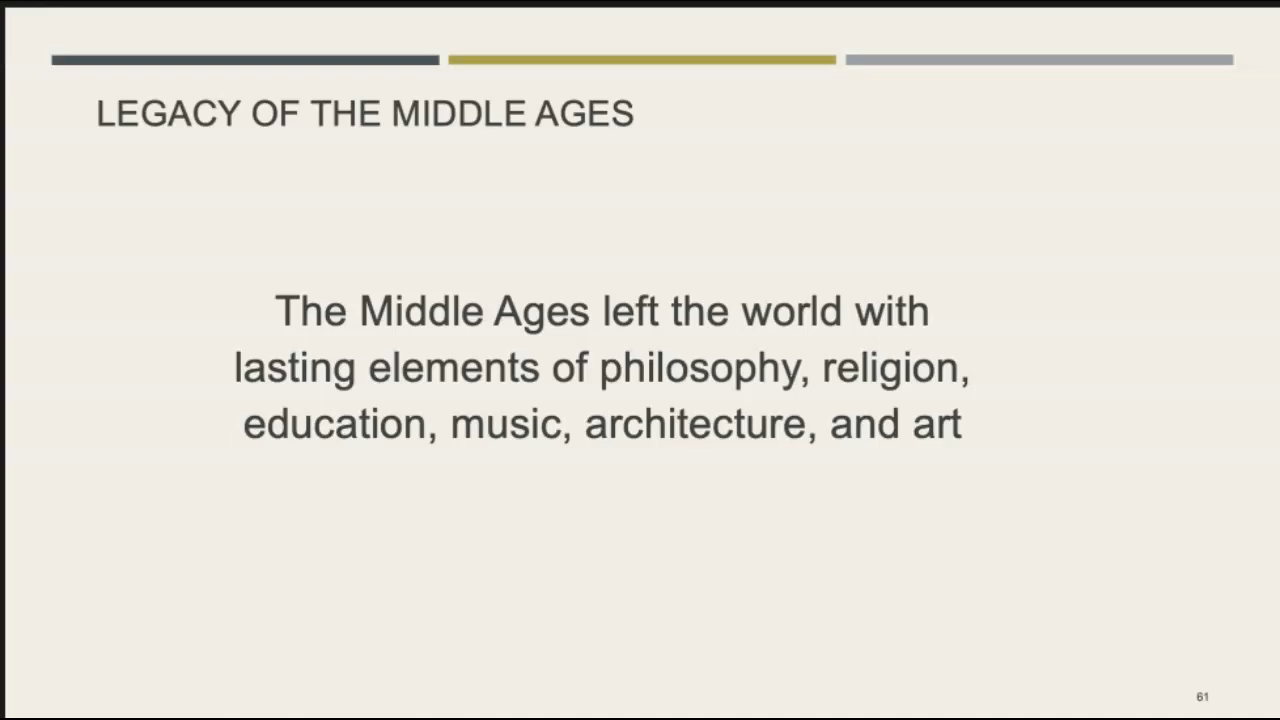 LEGACY OF THE MIDDLE AGES
The Middle Ages left the world with
lasting elements of philosophy, religion,
education, music, architecture, and art
61